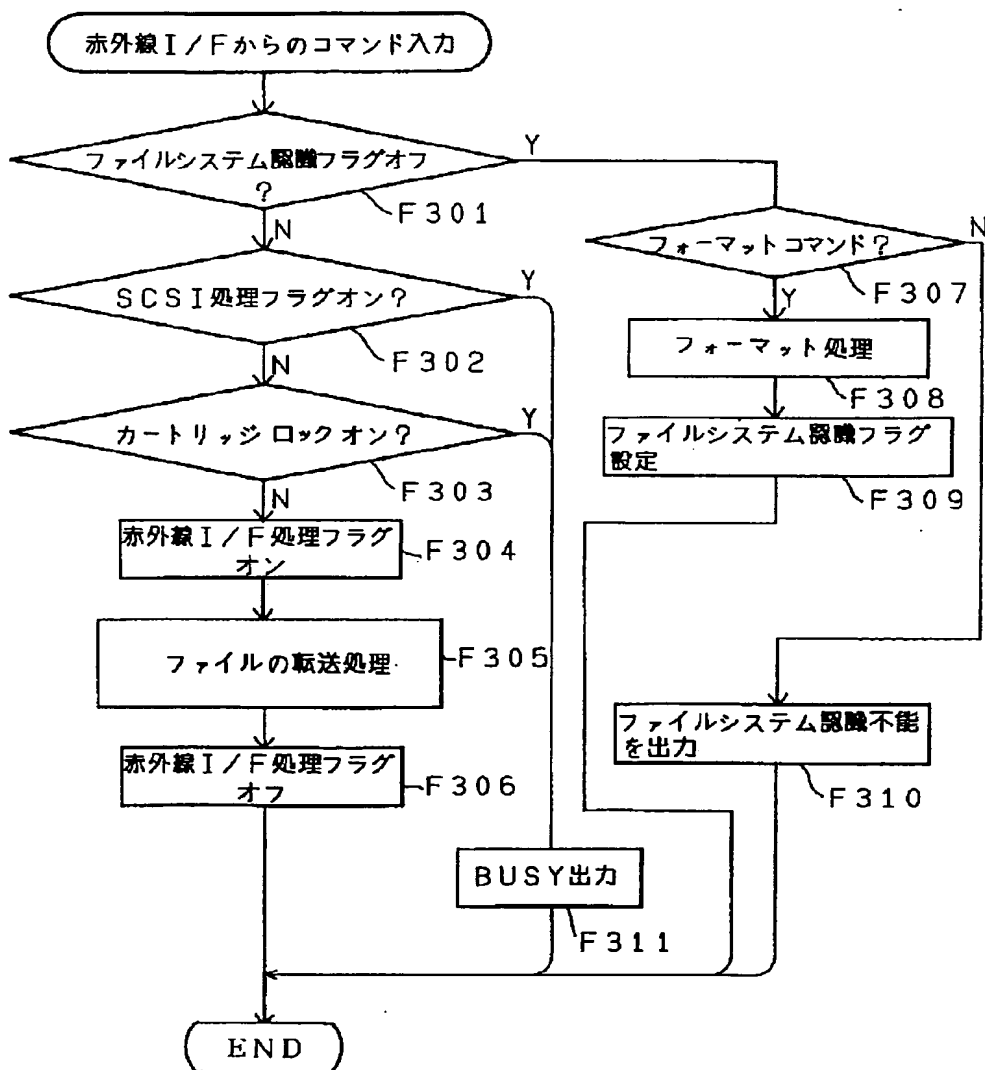 赤外線I/Fからのコマンド入力
ファイルシステム認識フラグオフ
?
Y
F301
N
フォーマットコマンド?
N
F307
Y
SCSI処理フラグオン?
Y
F302
N
フォーマット処理
F308
カートリッジロックオン?
Y
F303
N
ファイルシステム認識フラグ
設定
F309
赤外線I/F処理フラグ
オン
F304
ファイルの転送処理
F305
ファイルシステム認識不能
を出力
F310
赤外線I/F処理フラグ
オフ
F306
BUSY出力
F311
END